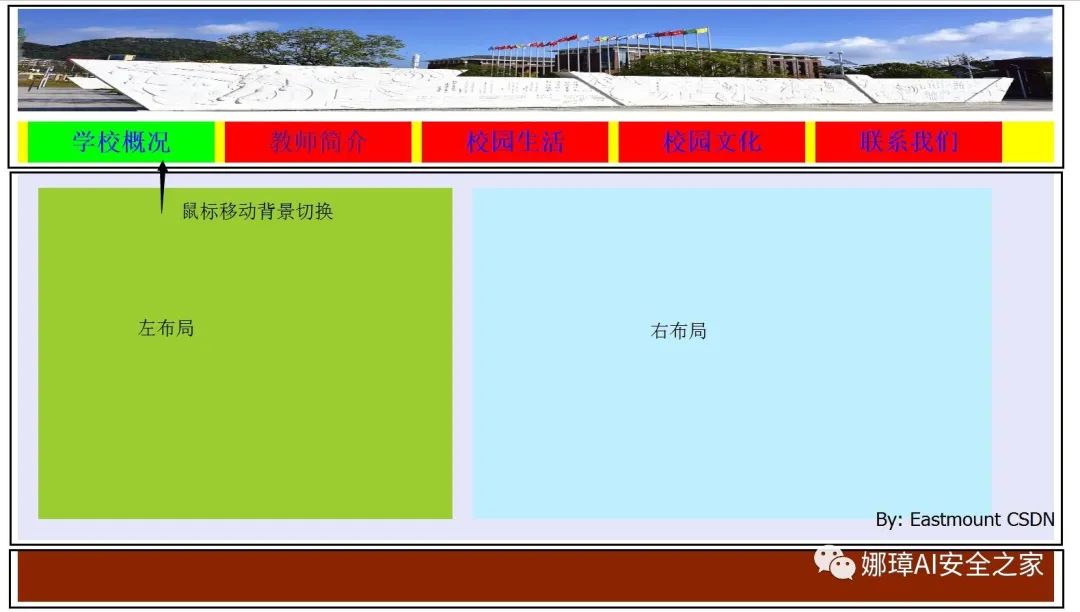 学校概况
教师简介
校园生活
校园文化
联系我们
鼠标移动背景切换
左布局
右布局
By: Eastmount CSDN
娜璋AI安全之家